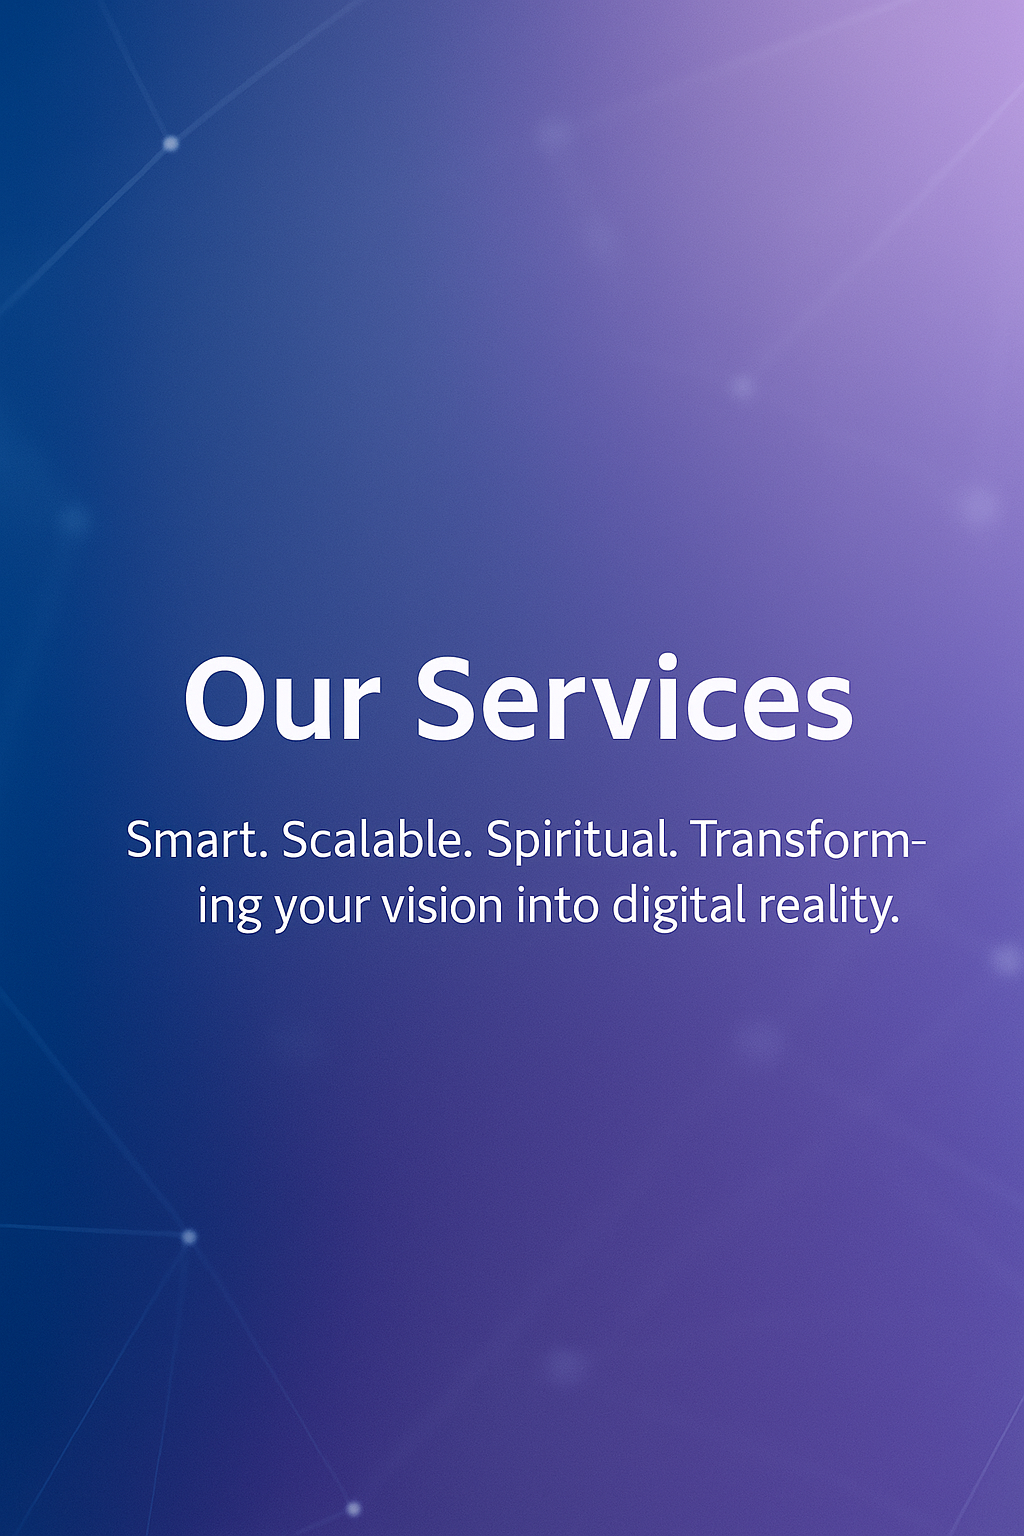 Our Services
Smart. Scalable. Spiritual. Transform-
ing your vision into digital reality.